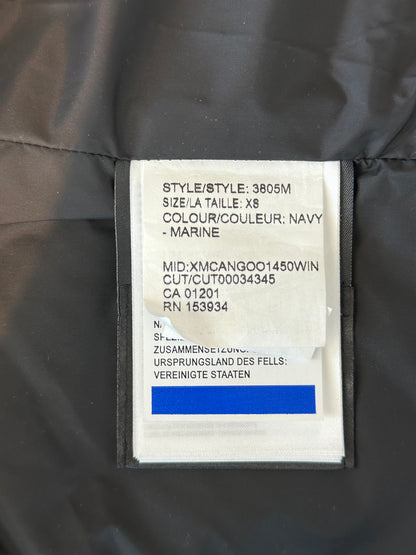 STYLE/STYLE: 3805M
SIZE/LA TAILLE: XS
COLOUR/COULEUR: NAVY
- MARINE
MID:XMCANGOO1450WIN
CUT/CUT00034345
CA 01201
RN 153934
ZUSAMMENSETZUNG
URSPRUNGSLAND DES FELLS:
VEREINIGTE STAATEN